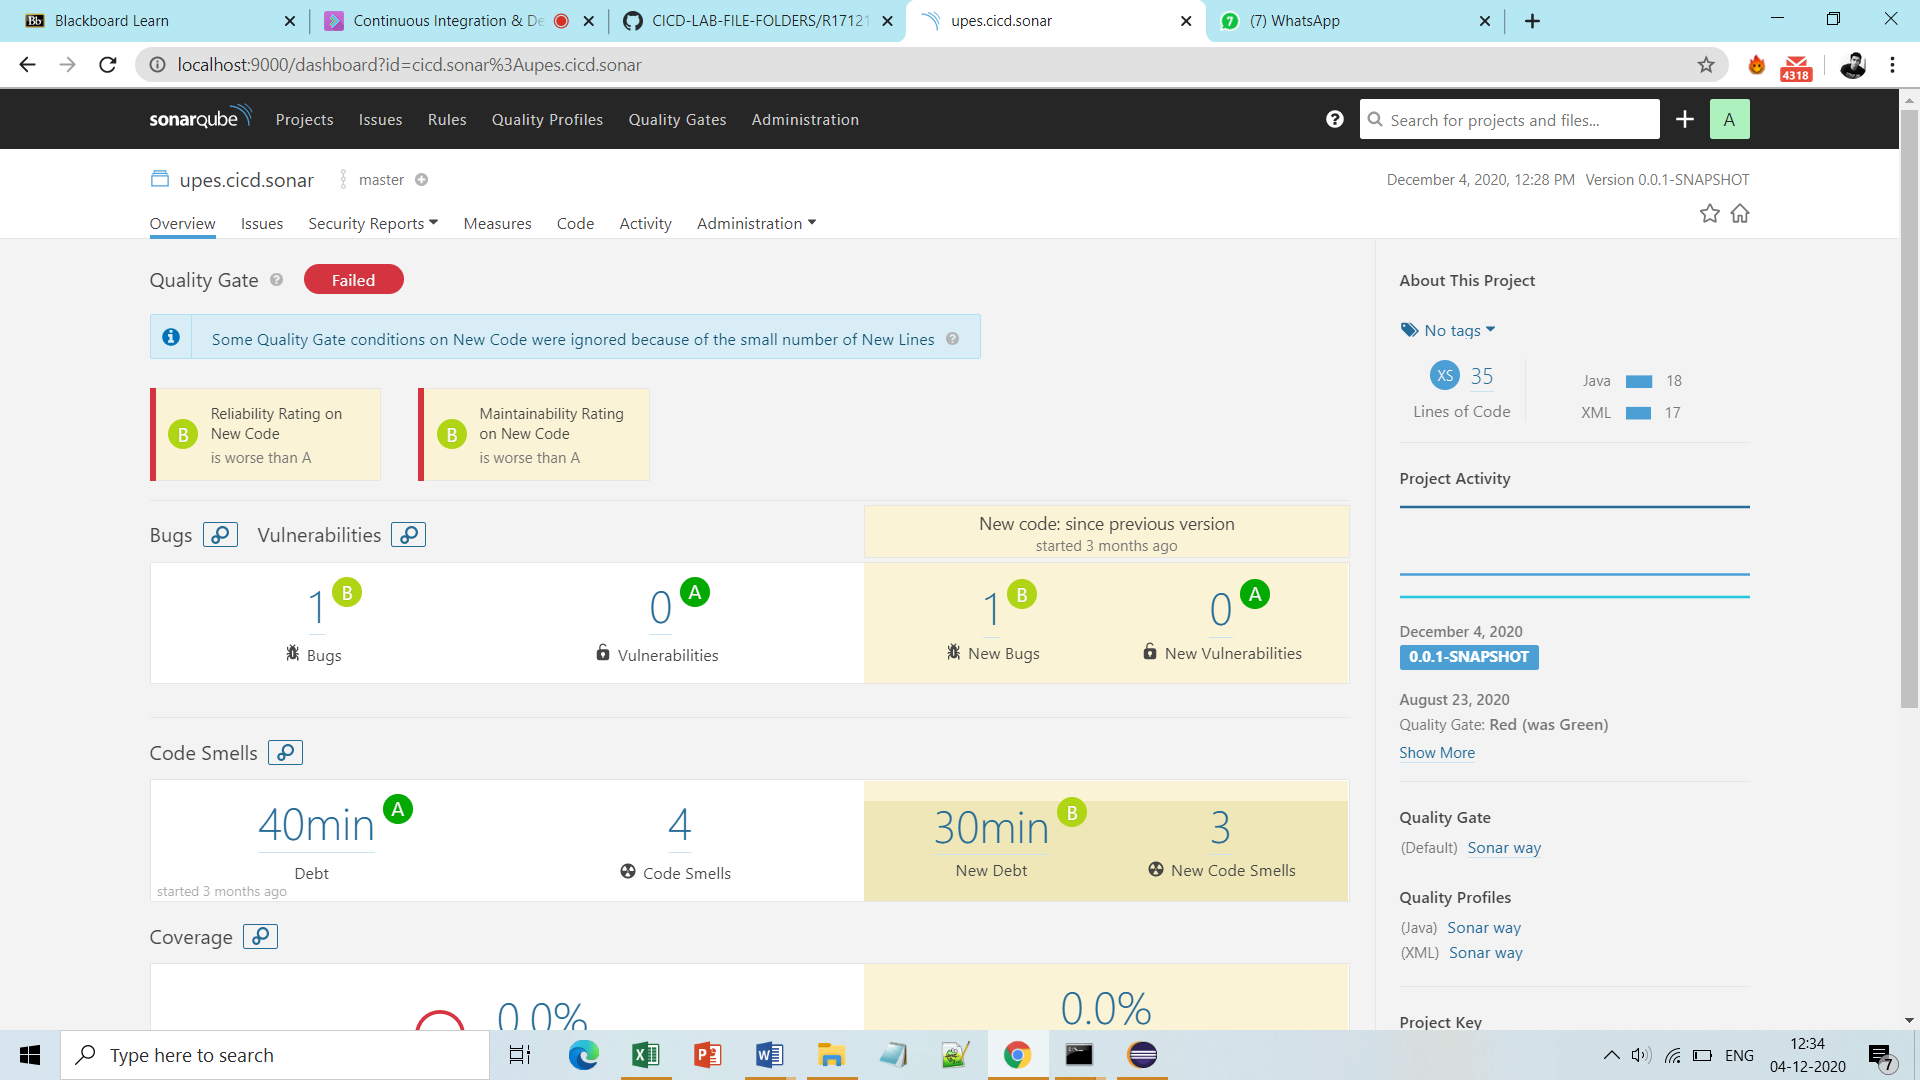 Blackboard Learn
Continuous Integration & De
CICD-LAB-FILE-FOLDERS/R17121
upes.cicd.sonar
(7) WhatsApp
localhost:9000/dashboard?id=cicd.sonar%3Aupes.cicd.sonar
4318
sonarqube Projects Issues Rules Quality Profiles Quality Gates Administration
Search for projects and files...
A
upes.cicd.sonar master
December 4, 2020, 12:28 PM Version 0.0.1-SNAPSHOT
Overview Issues Security Reports Measures Code Activity Administration
Quality Gate Failed
Some Quality Gate conditions on New Code were ignored because of the small number of New Lines
B Reliability Rating on
New Code
is worse than A
B Maintainability Rating
on New Code
is worse than A
Bugs Vulnerabilities
New code: since previous version
started 3 months ago
1 B
Bugs
0 A
Vulnerabilities
1 B
New Bugs
0 A
New Vulnerabilities
Code Smells
40min A
Debt
started 3 months ago
4
Code Smells
30min B
New Debt
3
New Code Smells
Coverage
0.0%
0.0%
About This Project
No tags
XS 35
Lines of Code
Java 18
XML 17
Project Activity
December 4, 2020
0.0.1-SNAPSHOT
August 23, 2020
Quality Gate: Red (was Green)
Show More
Quality Gate
(Default) Sonar way
Quality Profiles
(Java) Sonar way
(XML) Sonar way
Project Key
Type here to search
ENG
12:34
04-12-2020
7